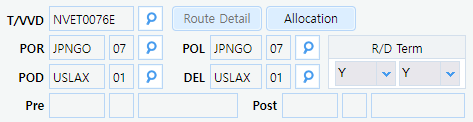 T/VVD NVET0076E Route Detail Allocation
POR JPNGO 07 POL JPNGO 07 R/D Term
POD USLAX 01 DEL USLAX 01 Y Y
Pre Post